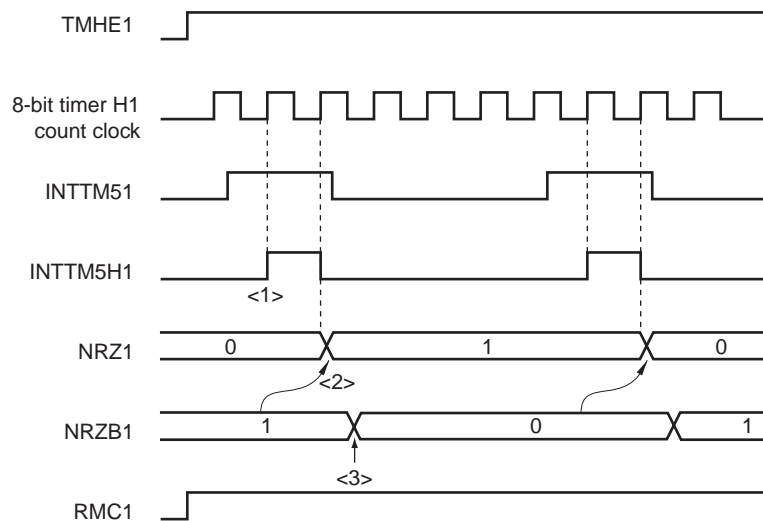 TMHE1
8-bit timer H1
count clock
INTTM51
INTTM5H1
<1>
NRZ1
0 1 0
<2>
NRZB1
1 0 1
<3>
RMC1